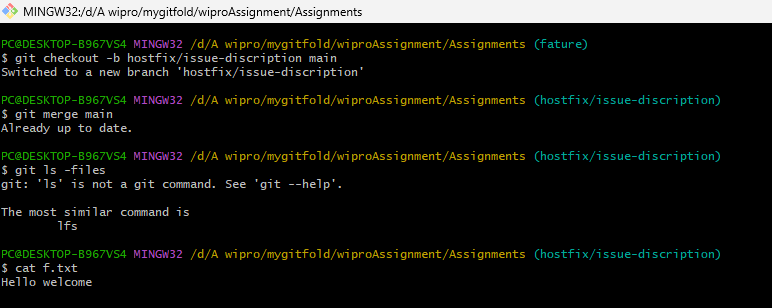 MINGW32:/d/A wipro/mygitfold/wiproAssignment/Assignments
PC@DESKTOP-B967VS4 MINGW32 /d/A wipro/mygitfold/wiproAssignment/Assignments (fature)
$ git checkout -b hostfix/issue-discription main
Switched to a new branch 'hostfix/issue-discription'
PC@DESKTOP-B967VS4 MINGW32 /d/A wipro/mygitfold/wiproAssignment/Assignments (hostfix/issue-discription)
$ git merge main
Already up to date.
PC@DESKTOP-B967VS4 MINGW32 /d/A wipro/mygitfold/wiproAssignment/Assignments (hostfix/issue-discription)
$ git ls -files
git: 'ls' is not a git command. See 'git --help'.
The most similar command is
lfs
PC@DESKTOP-B967VS4 MINGW32 /d/A wipro/mygitfold/wiproAssignment/Assignments (hostfix/issue-discription)
$ cat f.txt
Hello welcome